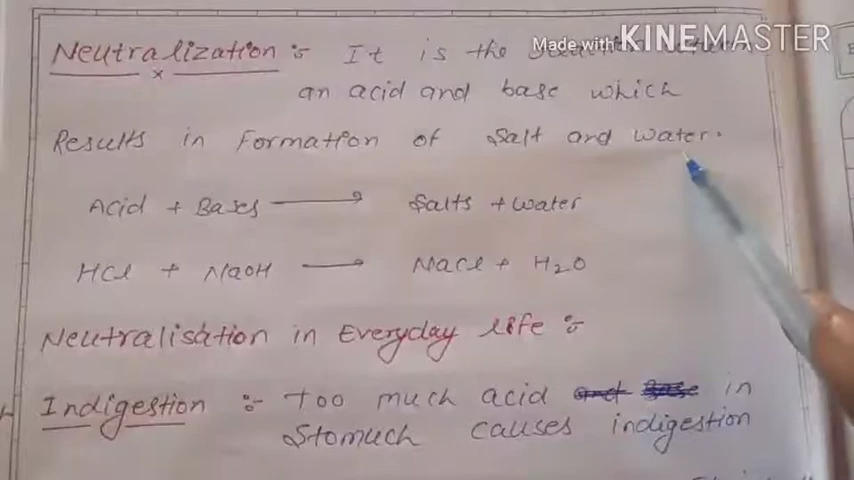 Neutralization :- It is the
Made with KINEMASTER
an acid and base which
Results in Formation of Salt and Water.
Acid + Bases → Salts + Water
HCl + NaOH → NaCl + H2O
Neutralisation in Everyday life :-
Indigestion :- Too much acid and Base in
Stomuch causes indigestion